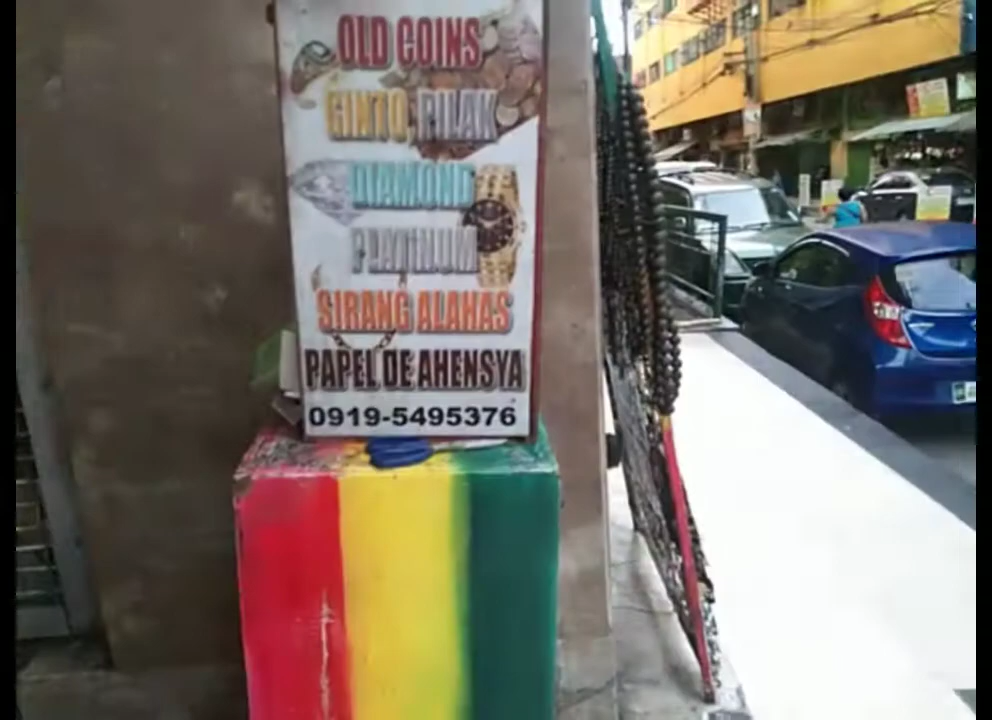 OLD COINS
GINTO, PILAK
DIAMOND
PLATINUM
SIRANG ALAHAS
PAPEL DE AHENSYA
0919-5495376